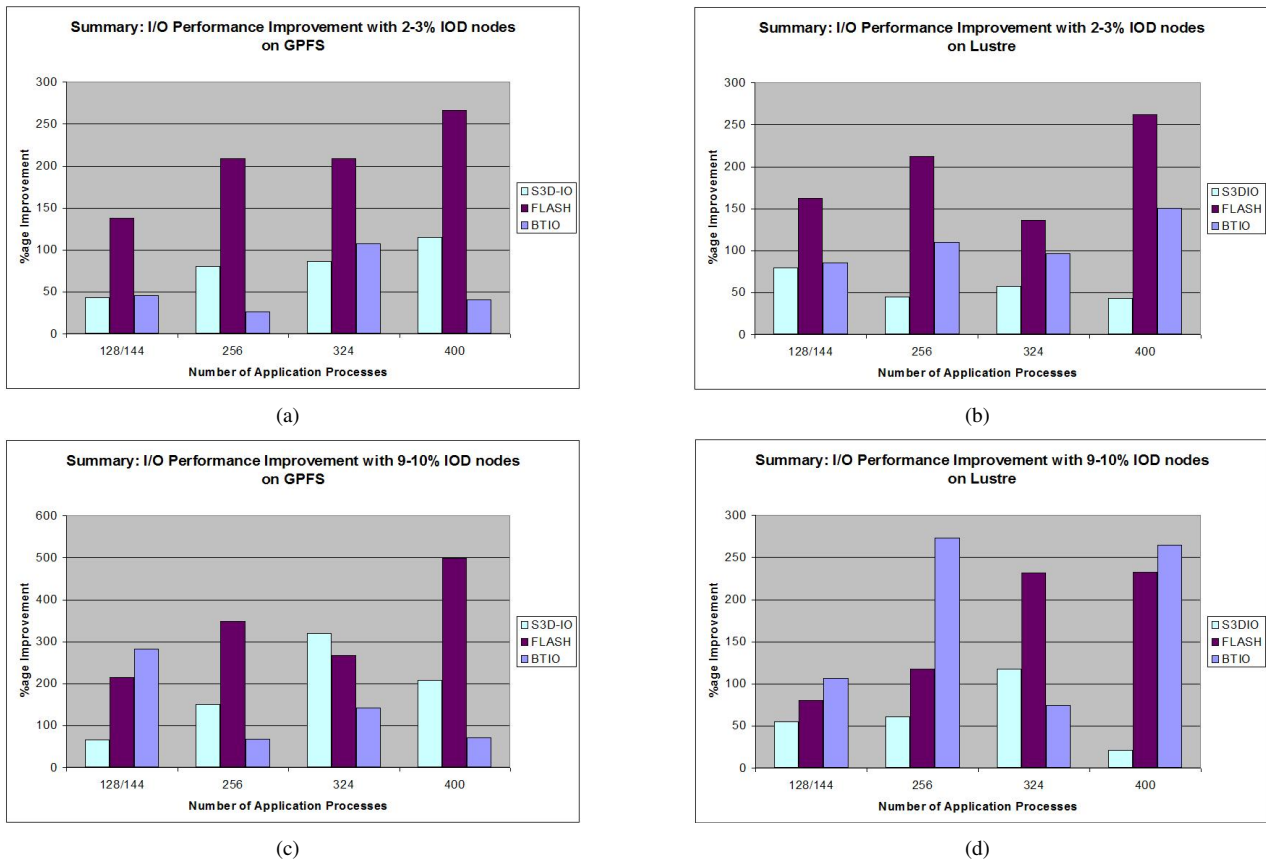 Summary: I/O Performance Improvement with 2-3% IOD nodes
on GPFS
300
250
200
150
100
50
0
%age Improvement
128/144 256 324 400
Number of Application Processes
S3D-IO
FLASH
BTIO
(a)
Summary: I/O Performance Improvement with 2-3% IOD nodes
on Lustre
300
250
200
150
100
50
0
%age Improvement
128/144 256 324 400
Number of Application Processes
S3DIO
FLASH
BTIO
(b)
Summary: I/O Performance Improvement with 9-10% IOD nodes
on GPFS
600
500
400
300
200
100
0
%age Improvement
128/144 256 324 400
Number of Application Processes
S3D-IO
FLASH
BTIO
(c)
Summary: I/O Performance Improvement with 9-10% IOD nodes
on Lustre
300
250
200
150
100
50
0
%age Improvement
128/144 256 324 400
Number of Application Processes
S3DIO
FLASH
BTIO
(d)